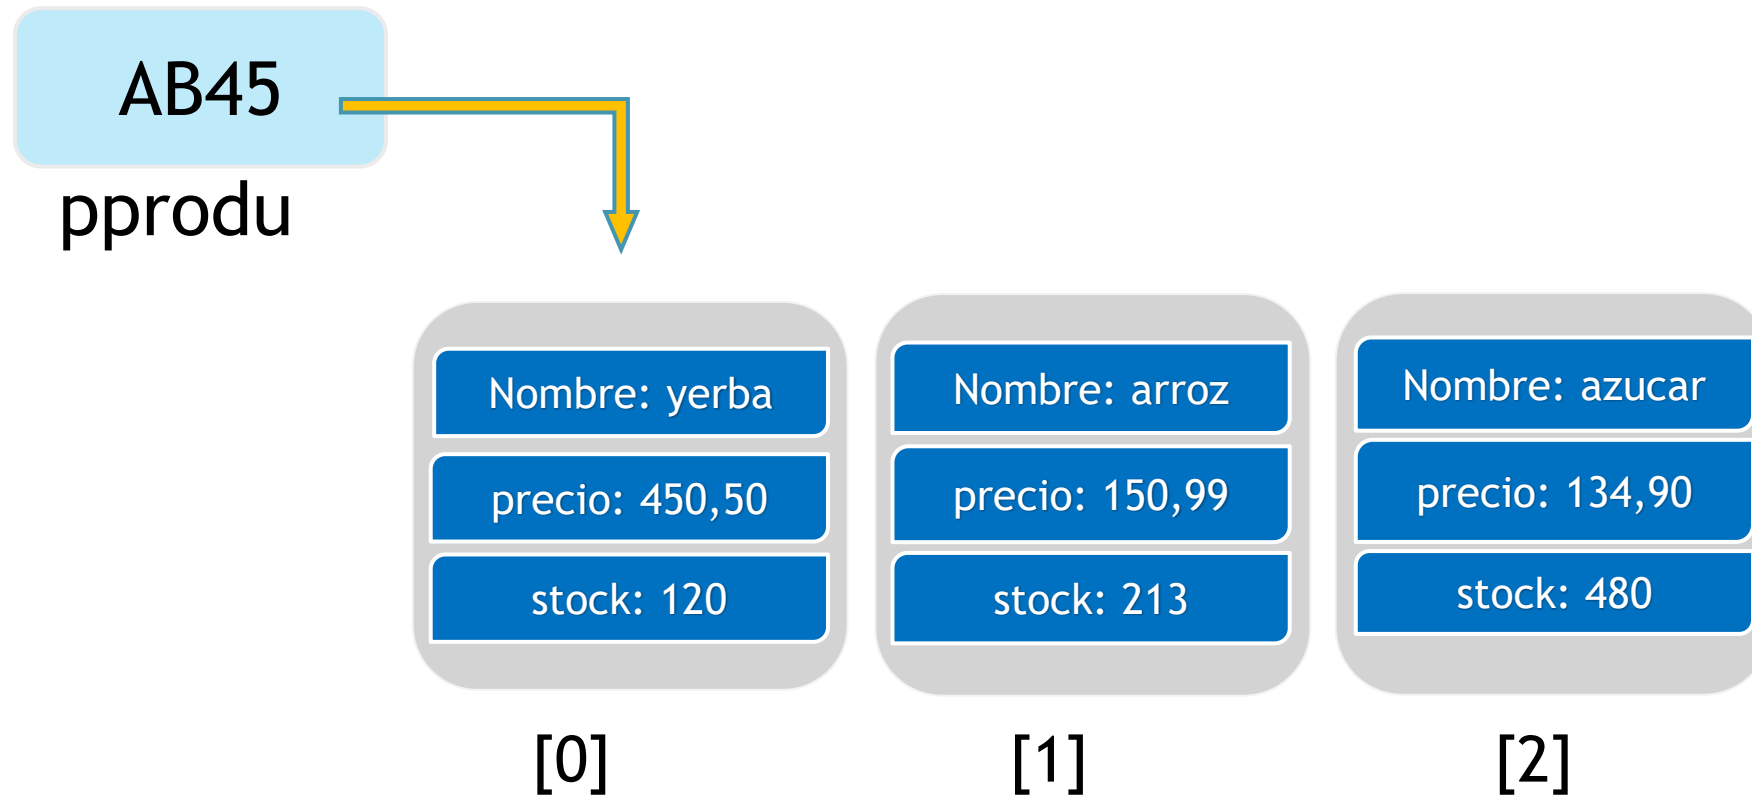 AB45
pprodu
Nombre: yerba
precio: 450,50
stock: 120
[0]
Nombre: arroz
precio: 150,99
stock: 213
[1]
Nombre: azucar
precio: 134,90
stock: 480
[2]